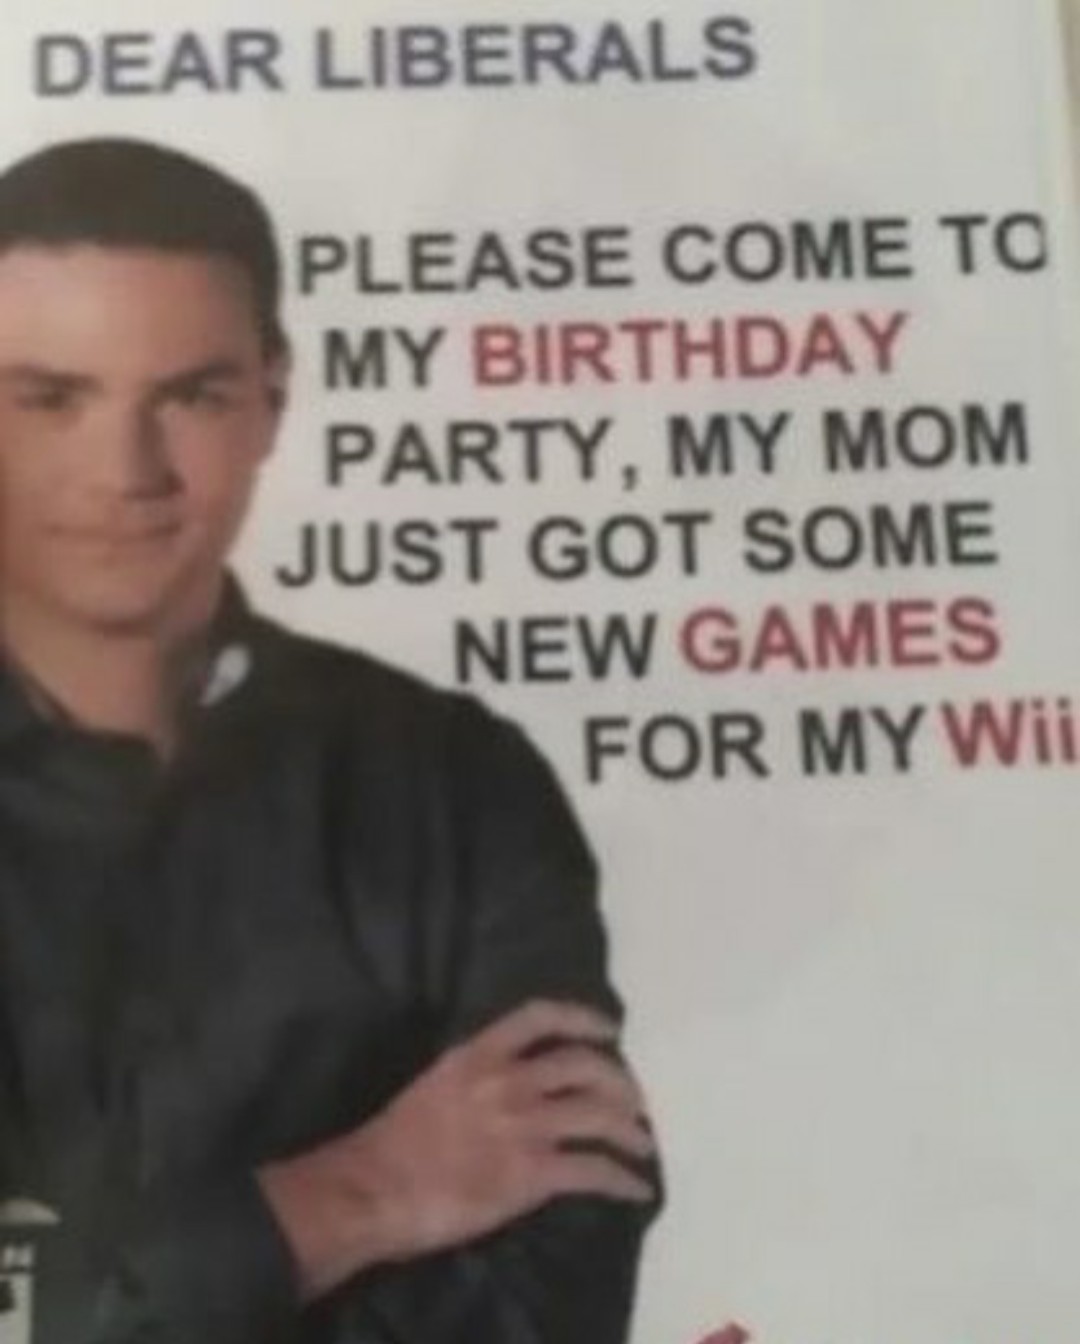 DEAR LIBERALS
PLEASE COME TO
MY BIRTHDAY
PARTY, MY MOM
JUST GOT SOME
NEW GAMES
FOR MY Wii